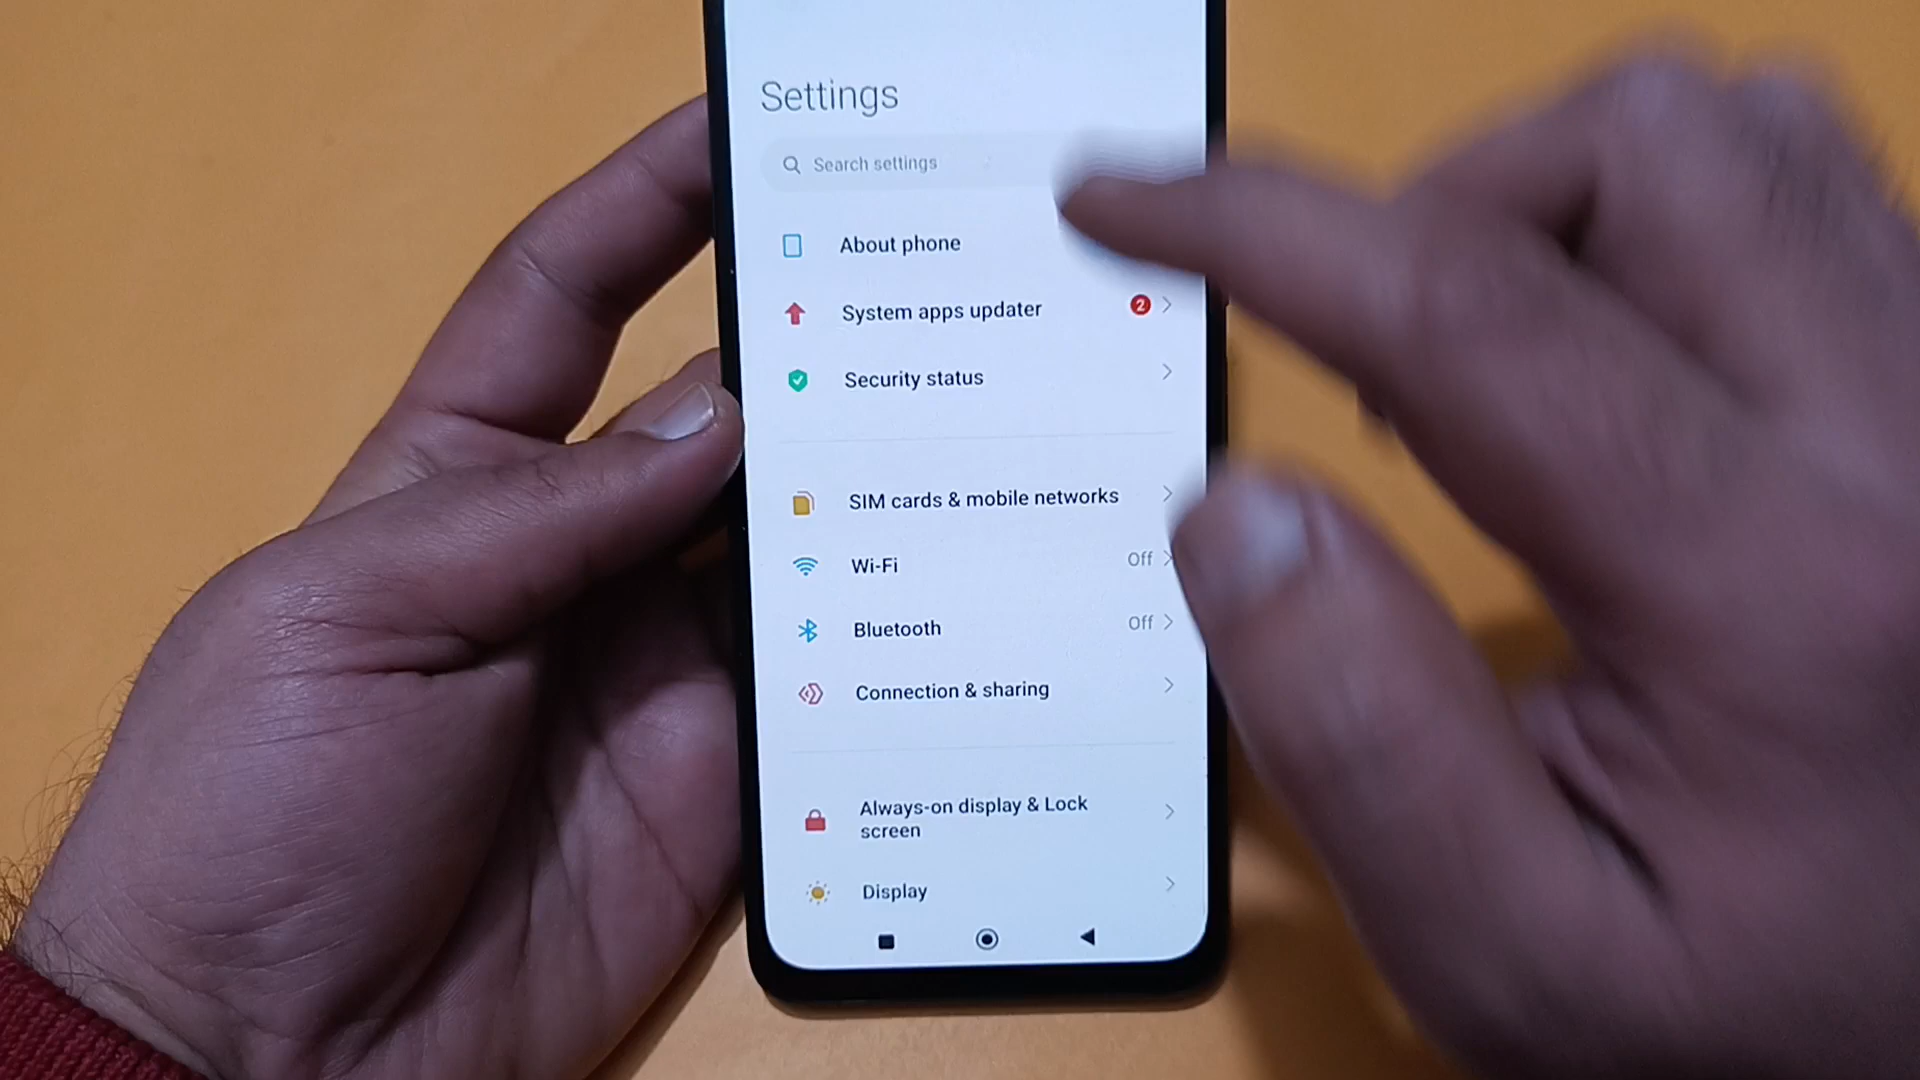 Settings
Search settings
About phone
System apps updater 2
Security status
SIM cards & mobile networks
Wi-Fi Off
Bluetooth Off
Connection & sharing
Always-on display & Lock
screen
Display